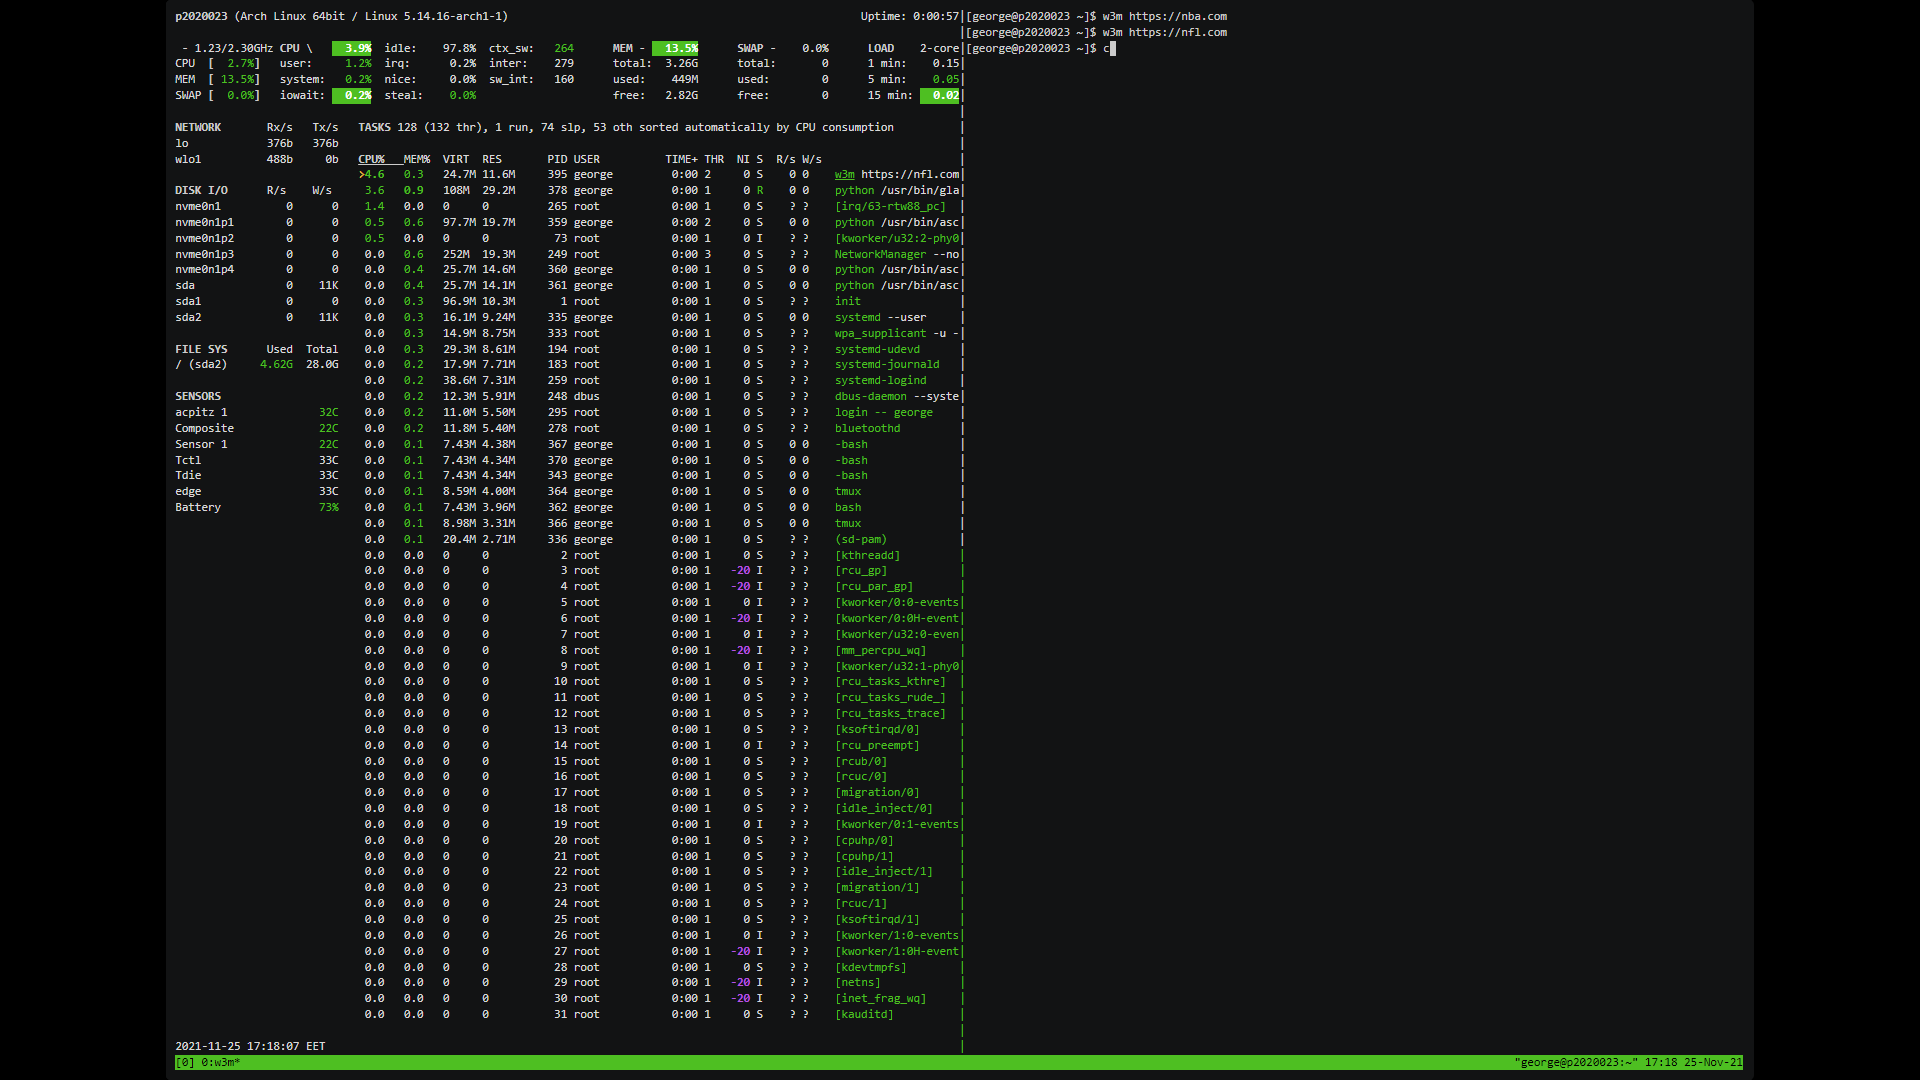 p2020023 (Arch Linux 64bit / Linux 5.14.16-arch1-1) Uptime: 0:00:57
- 1.23/2.30GHz CPU \ 3.9% idle: 97.8% ctx_sw: 264 MEM - 13.5% SWAP - 0.0% LOAD 2-core
CPU [ 2.7%] user: 1.2% irq: 0.2% inter: 279 total: 3.26G total: 0 1 min: 0.15
MEM [ 13.5%] system: 0.2% nice: 0.0% sw_int: 160 used: 449M used: 0 5 min: 0.05
SWAP [ 0.0%] iowait: 0.2% steal: 0.0% free: 2.82G free: 0 15 min: 0.02
NETWORK Rx/s Tx/s
lo 376b 376b
wlo1 488b 0b
DISK I/O R/s W/s
nvme0n1 0 0
nvme0n1p1 0 0
nvme0n1p2 0 0
nvme0n1p3 0 0
nvme0n1p4 0 0
sda 0 11K
sda1 0 0
sda2 0 11K
FILE SYS Used Total
/ (sda2) 4.62G 28.0G
SENSORS
acpitz 1 32C
Composite 22C
Sensor 1 22C
Tctl 33C
Tdie 33C
edge 33C
Battery 73%
TASKS 128 (132 thr), 1 run, 74 slp, 53 oth sorted automatically by CPU consumption
CPU% MEM% VIRT RES PID USER TIME+ THR NI S R/s W/s
>4.6 0.3 24.7M 11.6M 395 george 0:00 2 0 S 0 0 w3m https://nfl.com
3.6 0.9 108M 29.2M 378 george 0:00 1 0 R 0 0 python /usr/bin/gla
1.4 0.0 0 0 265 root 0:00 1 0 S ? ? [irq/63-rtw88_pc]
0.5 0.6 97.7M 19.7M 359 george 0:00 2 0 S 0 0 python /usr/bin/asc
0.5 0.0 0 0 73 root 0:00 1 0 I ? ? [kworker/u32:2-phy0
0.0 0.6 252M 19.3M 249 root 0:00 3 0 S ? ? NetworkManager --no
0.0 0.4 25.7M 14.6M 360 george 0:00 1 0 S 0 0 python /usr/bin/asc
0.0 0.4 25.7M 14.1M 361 george 0:00 1 0 S 0 0 python /usr/bin/asc
0.0 0.3 96.9M 10.3M 1 root 0:00 1 0 S ? ? init
0.0 0.3 16.1M 9.24M 335 george 0:00 1 0 S 0 0 systemd --user
0.0 0.3 14.9M 8.75M 333 root 0:00 1 0 S ? ? wpa_supplicant -u -
0.0 0.3 29.3M 8.61M 194 root 0:00 1 0 S ? ? systemd-udevd
0.0 0.2 17.9M 7.71M 183 root 0:00 1 0 S ? ? systemd-journald
0.0 0.2 38.6M 7.31M 259 root 0:00 1 0 S ? ? systemd-logind
0.0 0.2 12.3M 5.91M 248 dbus 0:00 1 0 S ? ? dbus-daemon --syste
0.0 0.2 11.0M 5.50M 295 root 0:00 1 0 S ? ? login -- george
0.0 0.2 11.8M 5.40M 278 root 0:00 1 0 S ? ? bluetoothd
0.0 0.1 7.43M 4.38M 367 george 0:00 1 0 S 0 0 -bash
0.0 0.1 7.43M 4.34M 370 george 0:00 1 0 S 0 0 -bash
0.0 0.1 7.43M 4.34M 343 george 0:00 1 0 S 0 0 -bash
0.0 0.1 8.59M 4.00M 364 george 0:00 1 0 S 0 0 tmux
0.0 0.1 7.43M 3.96M 362 george 0:00 1 0 S 0 0 bash
0.0 0.1 8.98M 3.31M 366 george 0:00 1 0 S 0 0 tmux
0.0 0.1 20.4M 2.71M 336 george 0:00 1 0 S ? ? (sd-pam)
0.0 0.0 0 0 2 root 0:00 1 0 S ? ? [kthreadd]
0.0 0.0 0 0 3 root 0:00 1 -20 I ? ? [rcu_gp]
0.0 0.0 0 0 4 root 0:00 1 -20 I ? ? [rcu_par_gp]
0.0 0.0 0 0 5 root 0:00 1 0 I ? ? [kworker/0:0-events
0.0 0.0 0 0 6 root 0:00 1 -20 I ? ? [kworker/0:0H-event
0.0 0.0 0 0 7 root 0:00 1 0 I ? ? [kworker/u32:0-even
0.0 0.0 0 0 8 root 0:00 1 -20 I ? ? [mm_percpu_wq]
0.0 0.0 0 0 9 root 0:00 1 0 I ? ? [kworker/u32:1-phy0
0.0 0.0 0 0 10 root 0:00 1 0 S ? ? [rcu_tasks_kthre]
0.0 0.0 0 0 11 root 0:00 1 0 S ? ? [rcu_tasks_rude_]
0.0 0.0 0 0 12 root 0:00 1 0 S ? ? [rcu_tasks_trace]
0.0 0.0 0 0 13 root 0:00 1 0 S ? ? [ksoftirqd/0]
0.0 0.0 0 0 14 root 0:00 1 0 I ? ? [rcu_preempt]
0.0 0.0 0 0 15 root 0:00 1 0 S ? ? [rcub/0]
0.0 0.0 0 0 16 root 0:00 1 0 S ? ? [rcuc/0]
0.0 0.0 0 0 17 root 0:00 1 0 S ? ? [migration/0]
0.0 0.0 0 0 18 root 0:00 1 0 S ? ? [idle_inject/0]
0.0 0.0 0 0 19 root 0:00 1 0 I ? ? [kworker/0:1-events
0.0 0.0 0 0 20 root 0:00 1 0 S ? ? [cpuhp/0]
0.0 0.0 0 0 21 root 0:00 1 0 S ? ? [cpuhp/1]
0.0 0.0 0 0 22 root 0:00 1 0 S ? ? [idle_inject/1]
0.0 0.0 0 0 23 root 0:00 1 0 S ? ? [migration/1]
0.0 0.0 0 0 24 root 0:00 1 0 S ? ? [rcuc/1]
0.0 0.0 0 0 25 root 0:00 1 0 S ? ? [ksoftirqd/1]
0.0 0.0 0 0 26 root 0:00 1 0 I ? ? [kworker/1:0-events
0.0 0.0 0 0 27 root 0:00 1 -20 I ? ? [kworker/1:0H-event
0.0 0.0 0 0 28 root 0:00 1 0 S ? ? [kdevtmpfs]
0.0 0.0 0 0 29 root 0:00 1 -20 I ? ? [netns]
0.0 0.0 0 0 30 root 0:00 1 -20 I ? ? [inet_frag_wq]
0.0 0.0 0 0 31 root 0:00 1 0 S ? ? [kauditd]
2021-11-25 17:18:07 EET
[george@p2020023 ~]$ w3m https://nba.com
[george@p2020023 ~]$ w3m https://nfl.com
[george@p2020023 ~]$ c
[0] 0:w3m* "george@p2020023:~" 17:18 25-Nov-21